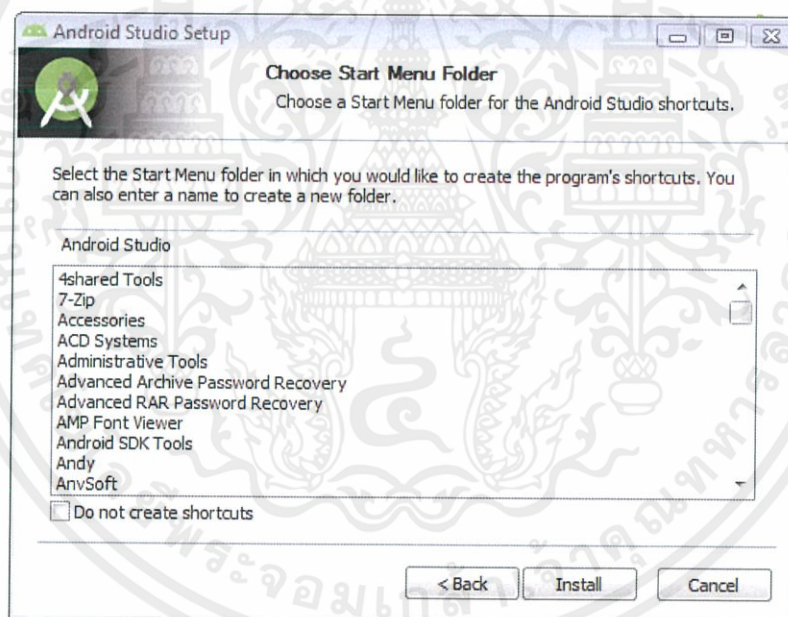 Android Studio Setup
Choose Start Menu Folder
Choose a Start Menu folder for the Android Studio shortcuts.
Select the Start Menu folder in which you would like to create the program's shortcuts. You
can also enter a name to create a new folder.
Android Studio
4shared Tools
7-Zip
Accessories
ACD Systems
Administrative Tools
Advanced Archive Password Recovery
Advanced RAR Password Recovery
AMP Font Viewer
Android SDK Tools
Andy
AnvSoft
Do not create shortcuts
< Back
Install
Cancel